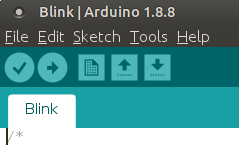 Blink | Arduino 1.8.8
File Edit Sketch Tools Help
Blink
/*